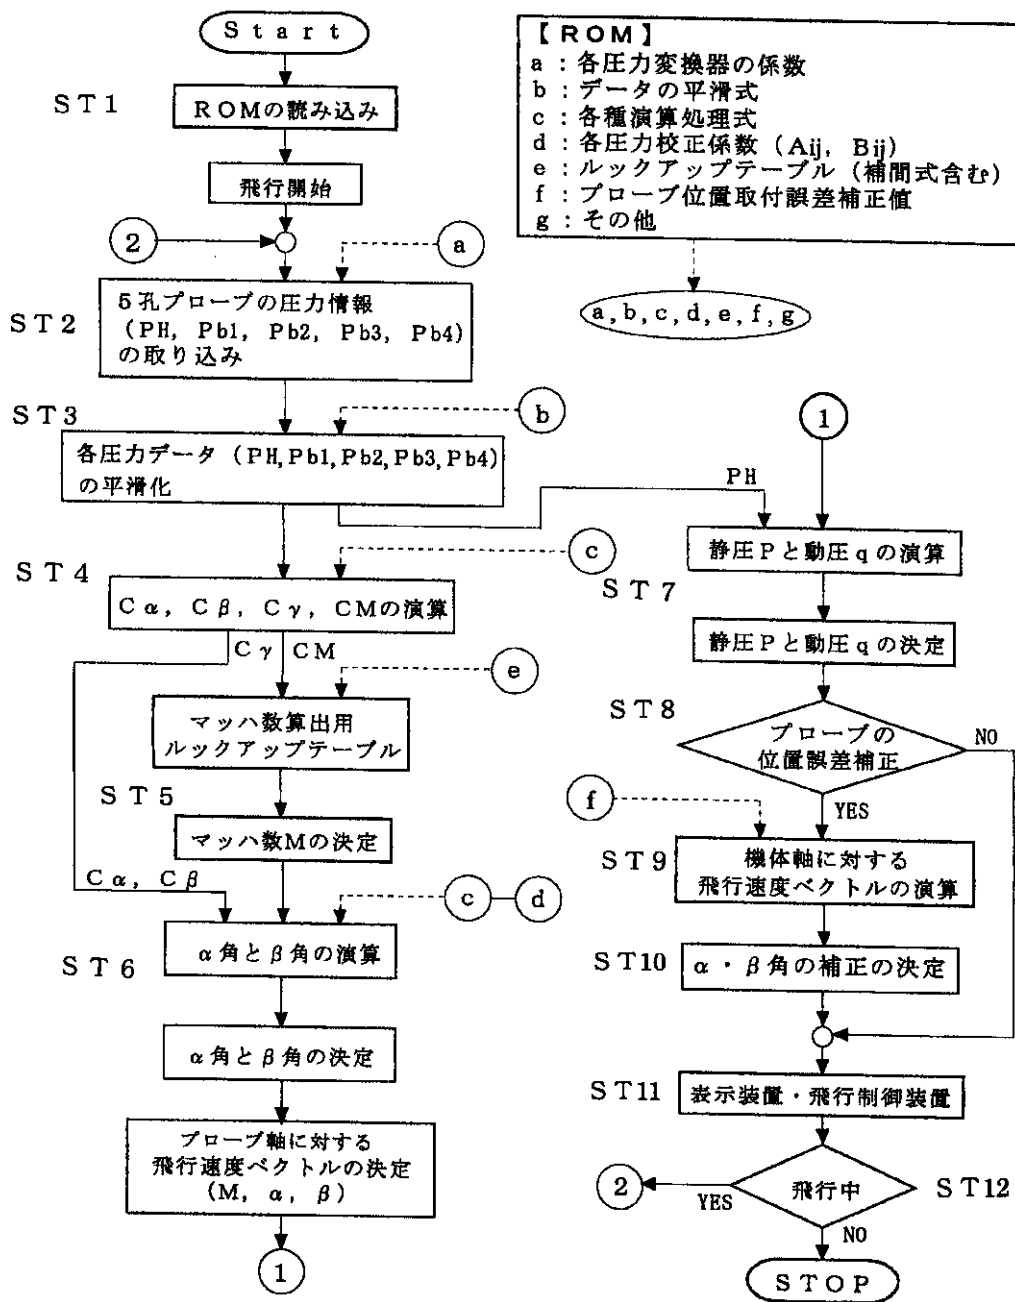 Start
ST1
ROMの読み込み
飛行開始
2
a
ST2
5孔プローブの圧力情報
(PH, Pb1, Pb2, Pb3, Pb4)
の取り込み
ST3
b
各圧力データ (PH,Pb1,Pb2,Pb3,Pb4)
の平滑化
PH
ST4
c
Cα, Cβ, Cγ, CMの演算
Cγ CM
e
マッハ数算出用
ルックアップテーブル
ST5
マッハ数Mの決定
Cα, Cβ
c
d
ST6
α角とβ角の演算
α角とβ角の決定
プローブ軸に対する
飛行速度ベクトルの決定
(M, α, β)
1
【ROM】
a:各圧力変換器の係数
b:データの平滑式
c:各種演算処理式
d:各圧力校正係数 (Aij, Bij)
e:ルックアップテーブル (補間式含む)
f:プローブ位置取付誤差補正値
g:その他
a,b,c,d,e,f,g
1
静圧Pと動圧qの演算
ST7
静圧Pと動圧qの決定
ST8
プローブの
位置誤差補正
NO
YES
f
ST9
機体軸に対する
飛行速度ベクトルの演算
ST10
α・β角の補正の決定
ST11
表示装置・飛行制御装置
2
YES
飛行中
ST12
NO
STOP